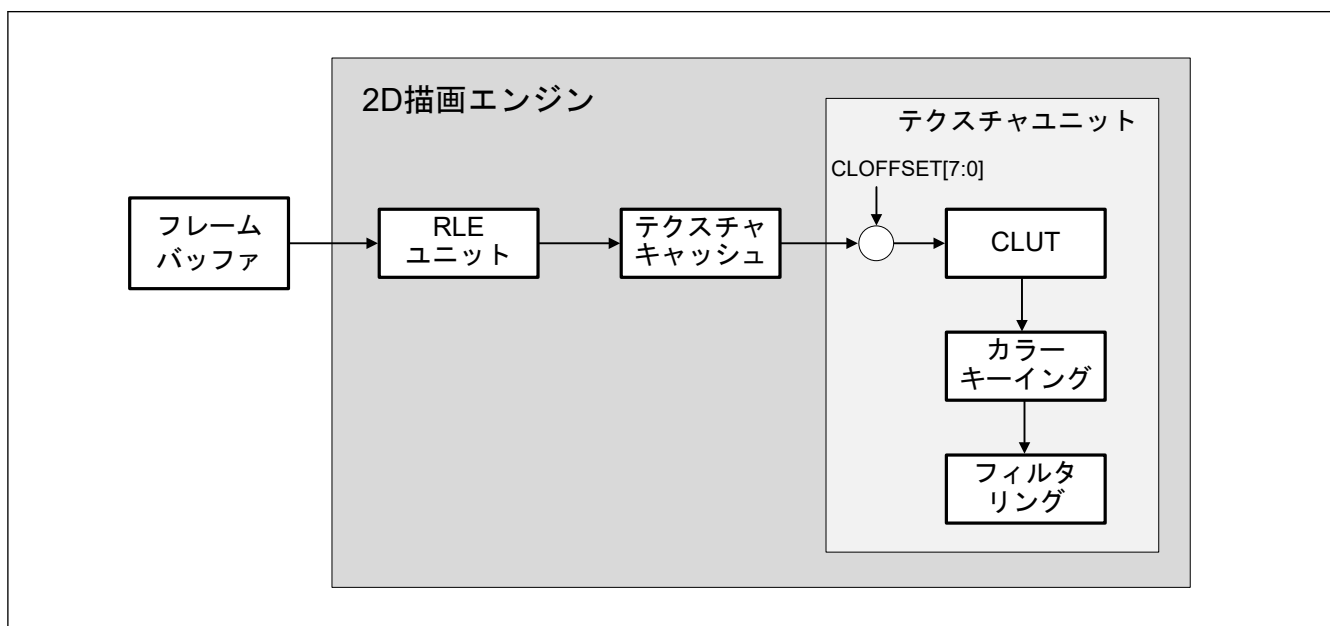 2D描画エンジン
テクスチャユニット
CLOFFSET[7:0]
フレーム
バッファ
RLE
ユニット
テクスチャ
キャッシュ
CLUT
カラー
キーイング
フィルタ
リング